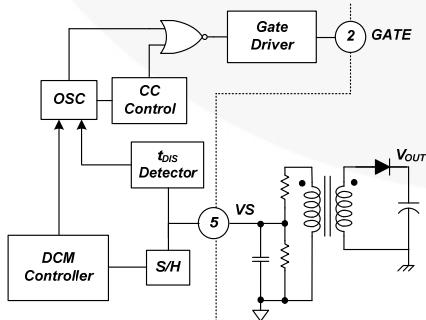 Gate
Driver
2
GATE
OSC
CC
Control
tDIS
Detector
5
VS
VOUT
DCM
Controller
S/H